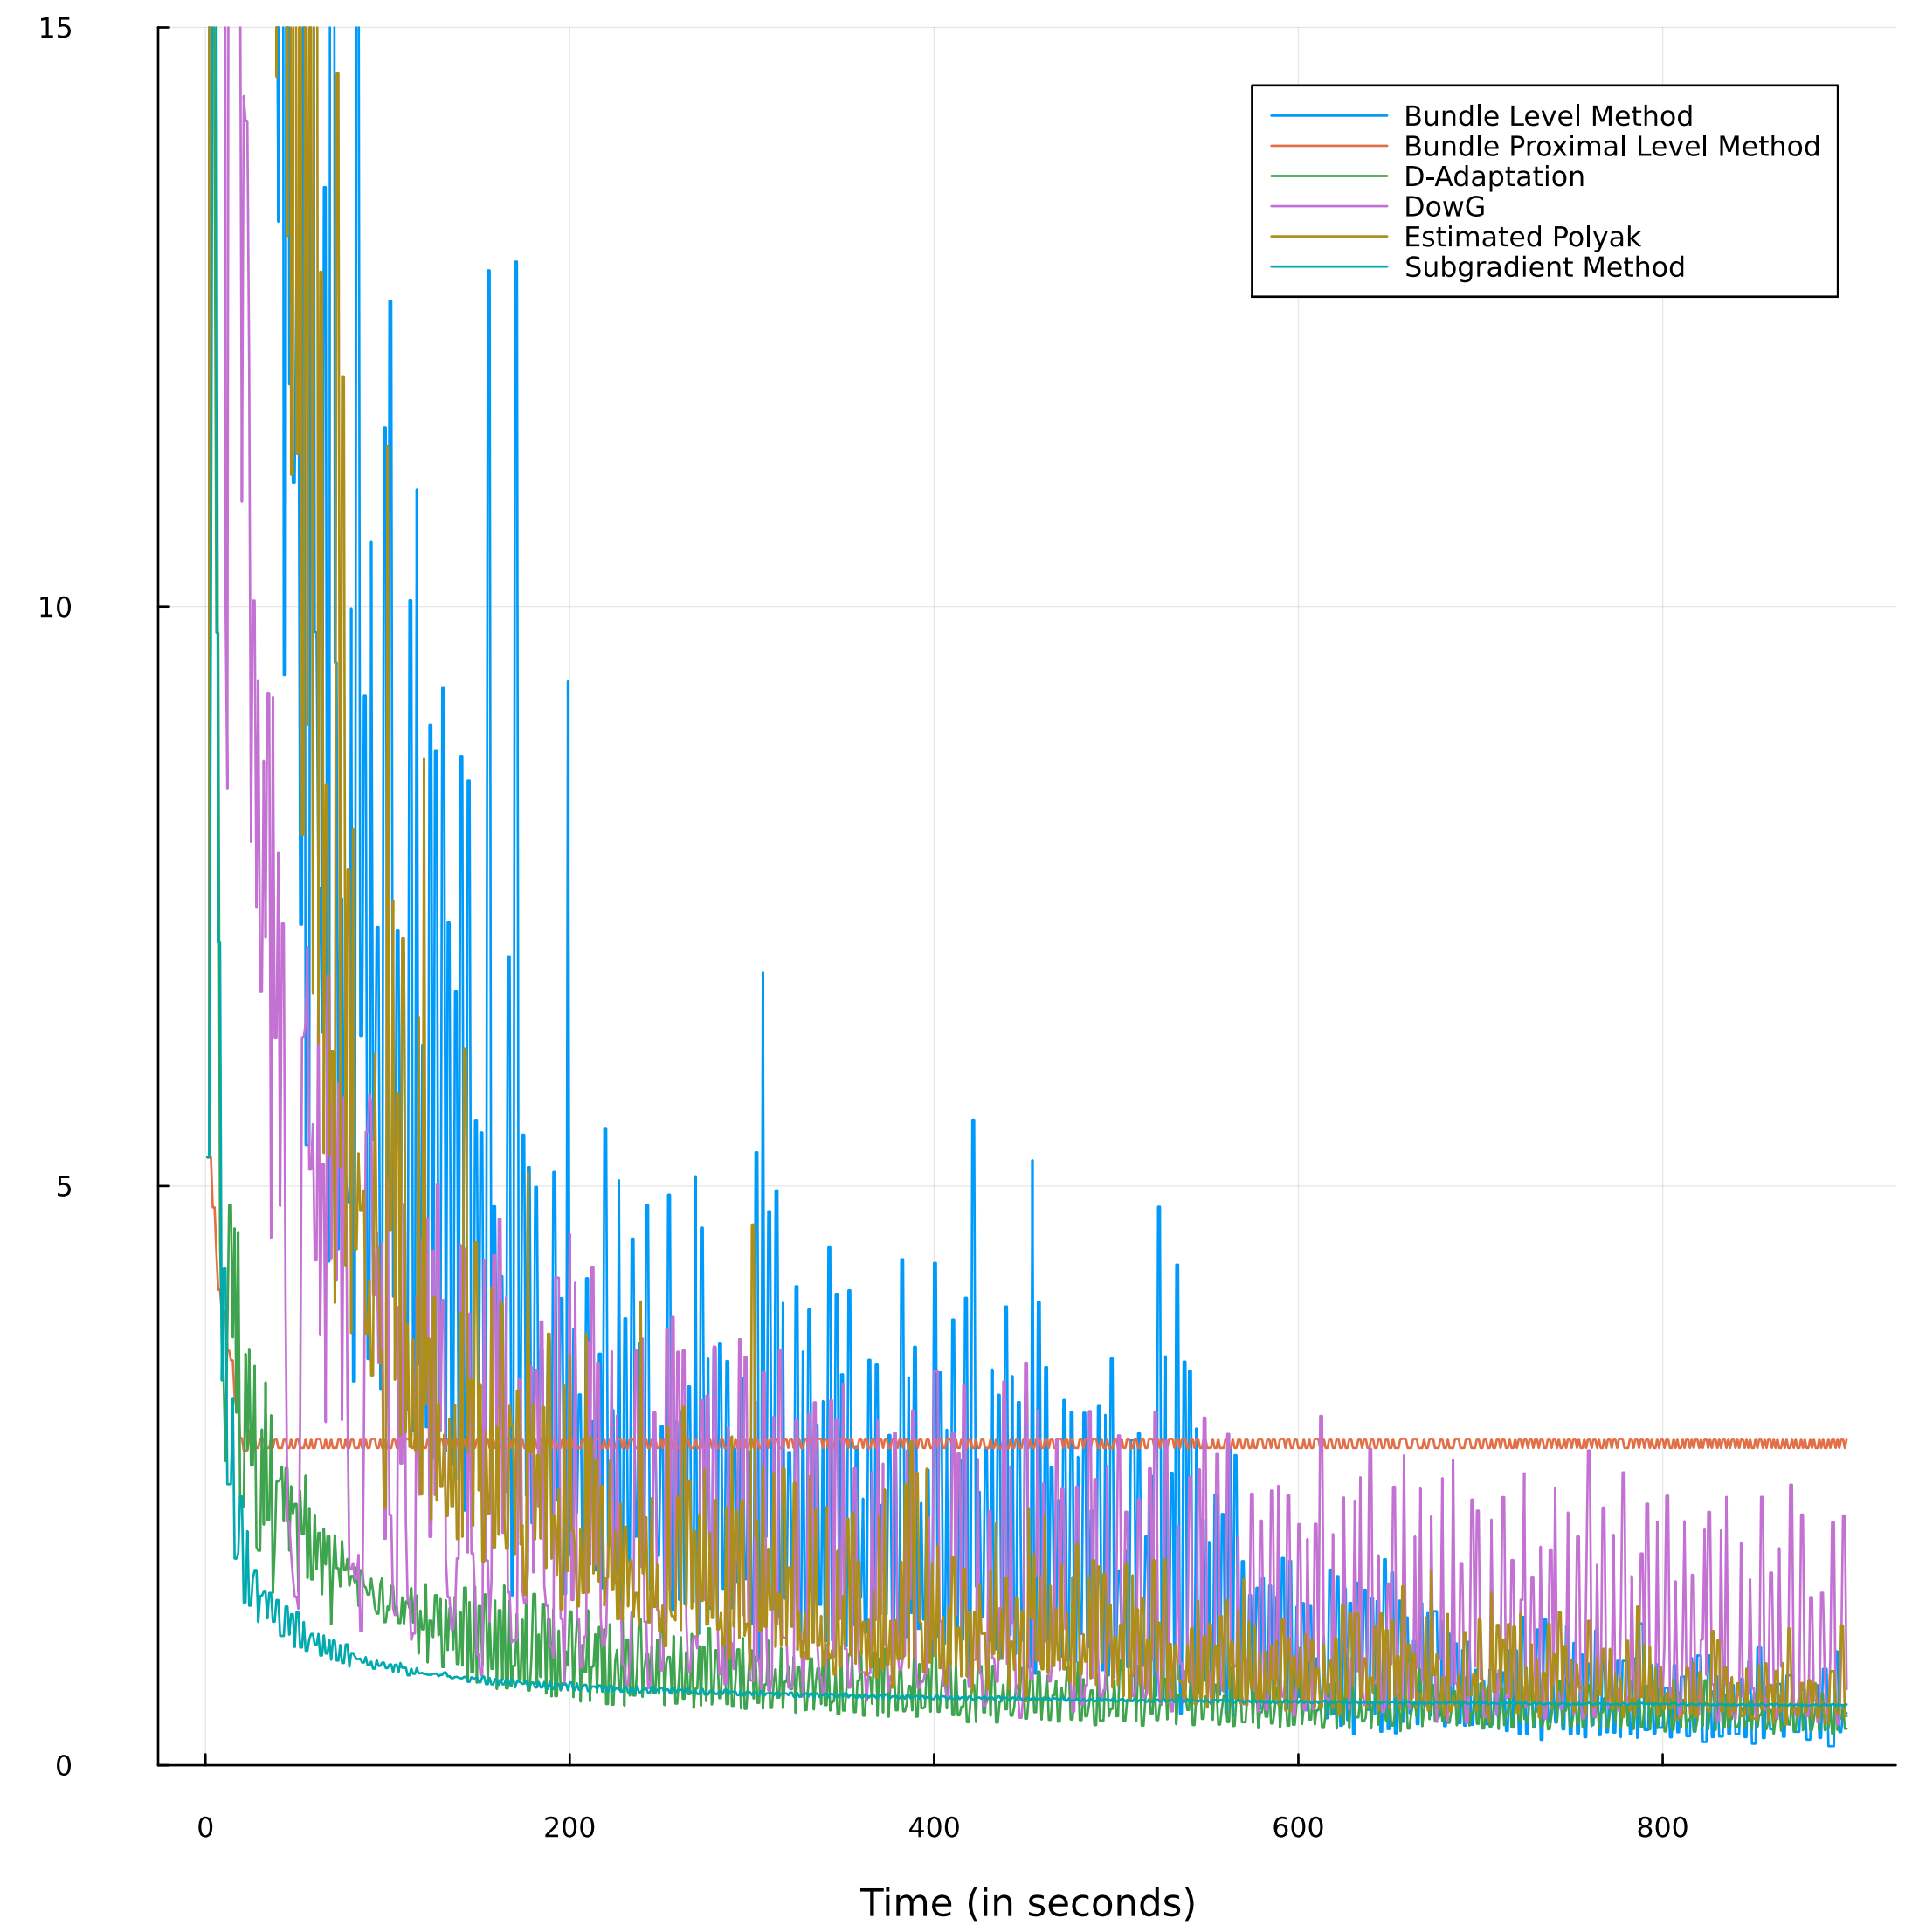 15
Bundle Level Method
Bundle Proximal Level Method
D-Adaptation
DowG
Estimated Polyak
Subgradient Method
10
5
0
0 200 400 600 800
Time (in seconds)